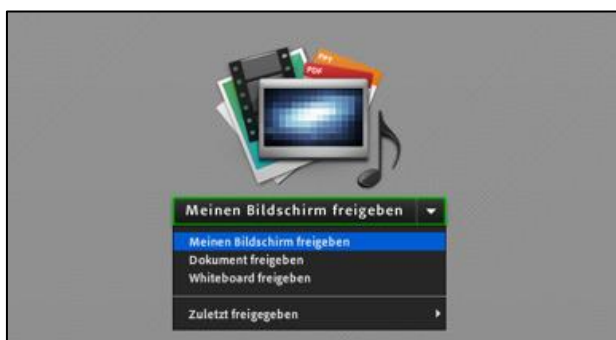 PPT
PDF
Meinen Bildschirm freigeben
Meinen Bildschirm freigeben
Dokument freigeben
Whiteboard freigeben
Zuletzt freigegeben